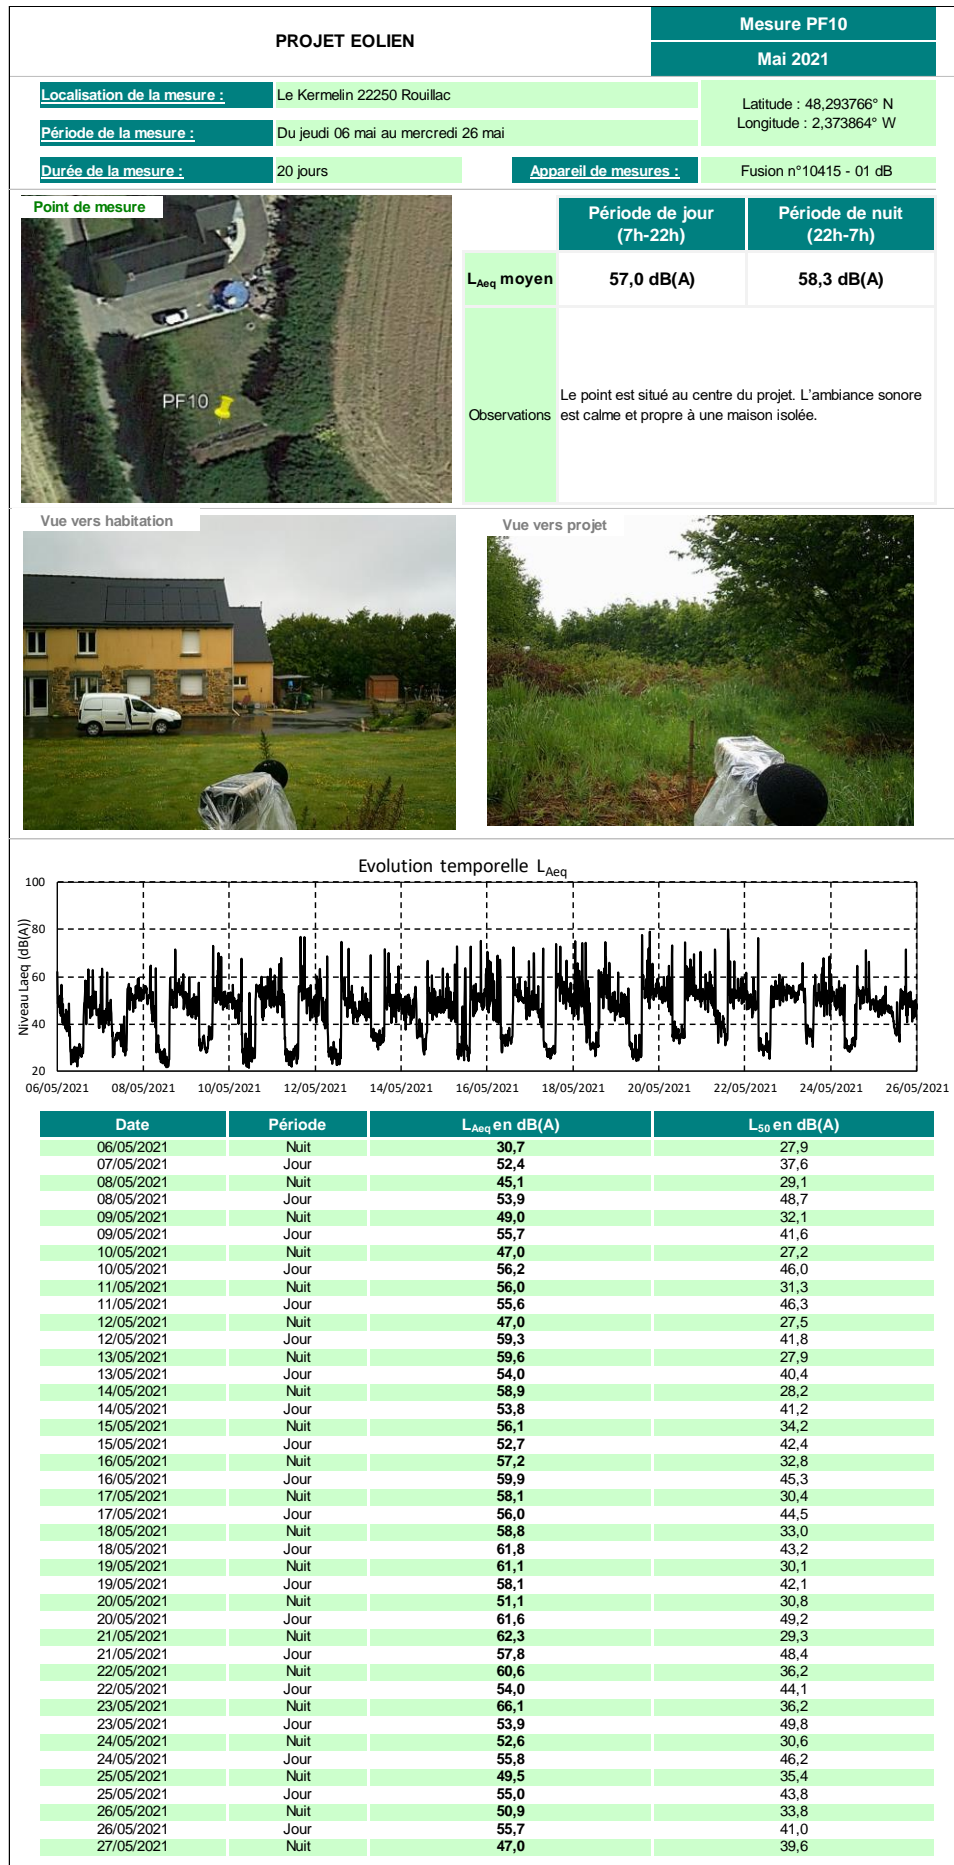 PROJET EOLIEN
Mesure PF10
Mai 2021
Localisation de la mesure :
Le Kermelin 22250 Rouillac
Latitude : 48,293766° N
Longitude : 2,373864° W
Période de la mesure :
Du jeudi 06 mai au mercredi 26 mai
Durée de la mesure :
20 jours
Appareil de mesures :
Fusion n°10415 - 01 dB
Point de mesure
PF10
Période de jour (7h-22h)
Période de nuit (22h-7h)
LAeq moyen
57,0 dB(A)
58,3 dB(A)
Observations
Le point est situé au centre du projet. L'ambiance sonore
est calme et propre à une maison isolée.
Vue vers habitation
Vue vers projet
Evolution temporelle LAeq
Niveau Laeq (dB(A))
100
80
60
40
20
06/05/2021 08/05/2021 10/05/2021 12/05/2021 14/05/2021 16/05/2021 18/05/2021 20/05/2021 22/05/2021 24/05/2021 26/05/2021
Date Période LAeq en dB(A) L50 en dB(A)
06/05/2021 Nuit 30,7 27,9
07/05/2021 Jour 52,4 37,6
08/05/2021 Nuit 45,1 29,1
08/05/2021 Jour 53,9 48,7
09/05/2021 Nuit 49,0 32,1
09/05/2021 Jour 55,7 41,6
10/05/2021 Nuit 47,0 27,2
10/05/2021 Jour 56,2 46,0
11/05/2021 Nuit 56,0 31,3
11/05/2021 Jour 55,6 46,3
12/05/2021 Nuit 47,0 27,5
12/05/2021 Jour 59,3 41,8
13/05/2021 Nuit 59,6 27,9
13/05/2021 Jour 54,0 40,4
14/05/2021 Nuit 58,9 28,2
14/05/2021 Jour 53,8 41,2
15/05/2021 Nuit 56,1 34,2
15/05/2021 Jour 52,7 42,4
16/05/2021 Nuit 57,2 32,8
16/05/2021 Jour 59,9 45,3
17/05/2021 Nuit 58,1 30,4
17/05/2021 Jour 56,0 44,5
18/05/2021 Nuit 58,8 33,0
18/05/2021 Jour 61,8 43,2
19/05/2021 Nuit 61,1 30,1
19/05/2021 Jour 58,1 42,1
20/05/2021 Nuit 51,1 30,8
20/05/2021 Jour 61,6 49,2
21/05/2021 Nuit 62,3 29,3
21/05/2021 Jour 57,8 48,4
22/05/2021 Nuit 60,6 36,2
22/05/2021 Jour 54,0 44,1
23/05/2021 Nuit 66,1 36,2
23/05/2021 Jour 53,9 49,8
24/05/2021 Nuit 52,6 30,6
24/05/2021 Jour 55,8 46,2
25/05/2021 Nuit 49,5 35,4
25/05/2021 Jour 55,0 43,8
26/05/2021 Nuit 50,9 33,8
26/05/2021 Jour 55,7 41,0
27/05/2021 Nuit 47,0 39,6